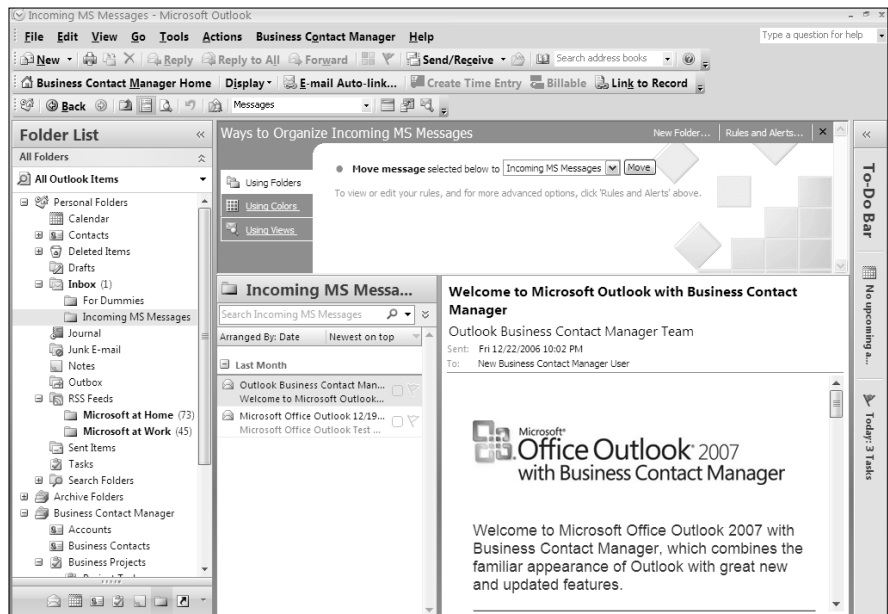 Incoming MS Messages - Microsoft Outlook
File Edit View Go Tools Actions Business Contact Manager Help
Type a question for help
New Reply Reply to All Forward Send/Receive Search address books
Business Contact Manager Home Display E-mail Auto-link... Create Time Entry Billable Link to Record
Back Messages
Folder List «
All Folders
All Outlook Items
Personal Folders
Calendar
Contacts
Deleted Items
Drafts
Inbox (1)
For Dummies
Incoming MS Messages
Journal
Junk E-mail
Notes
Outbox
RSS Feeds
Microsoft at Home (73)
Microsoft at Work (45)
Sent Items
Tasks
Search Folders
Archive Folders
Business Contact Manager
Accounts
Business Contacts
Business Projects
Ways to Organize Incoming MS Messages
New Folder... Rules and Alerts...
Using Folders
Using Colors
Using Views
Move message selected below to Incoming MS Messages Move
To view or edit your rules, and for more advanced options, click 'Rules and Alerts' above.
Incoming MS Messa...
Search Incoming MS Messages
Arranged By: Date Newest on top
Last Month
Outlook Business Contact Man...
Welcome to Microsoft Outlook...
Microsoft Office Outlook 12/19...
Microsoft Office Outlook Test ...
Welcome to Microsoft Outlook with Business Contact
Manager
Outlook Business Contact Manager Team
Sent: Fri 12/22/2006 10:02 PM
To: New Business Contact Manager User
Microsoft®
Office Outlook® 2007
with Business Contact Manager
Welcome to Microsoft Office Outlook 2007 with
Business Contact Manager, which combines the
familiar appearance of Outlook with great new
and updated features.
«
To-Do Bar
No upcoming a...
Today: 3 Tasks